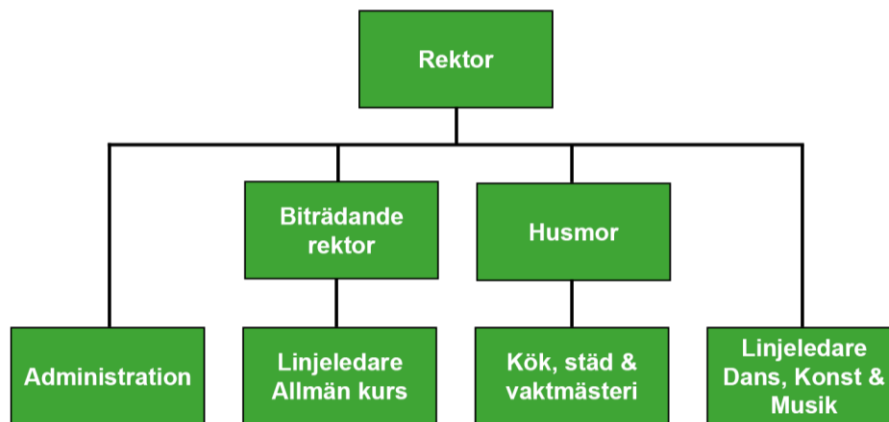 Rektor
Biträdande
rektor
Husmor
Administration
Linjeledare
Allmän kurs
Kök, städ &
vaktmästeri
Linjeledare
Dans, Konst &
Musik